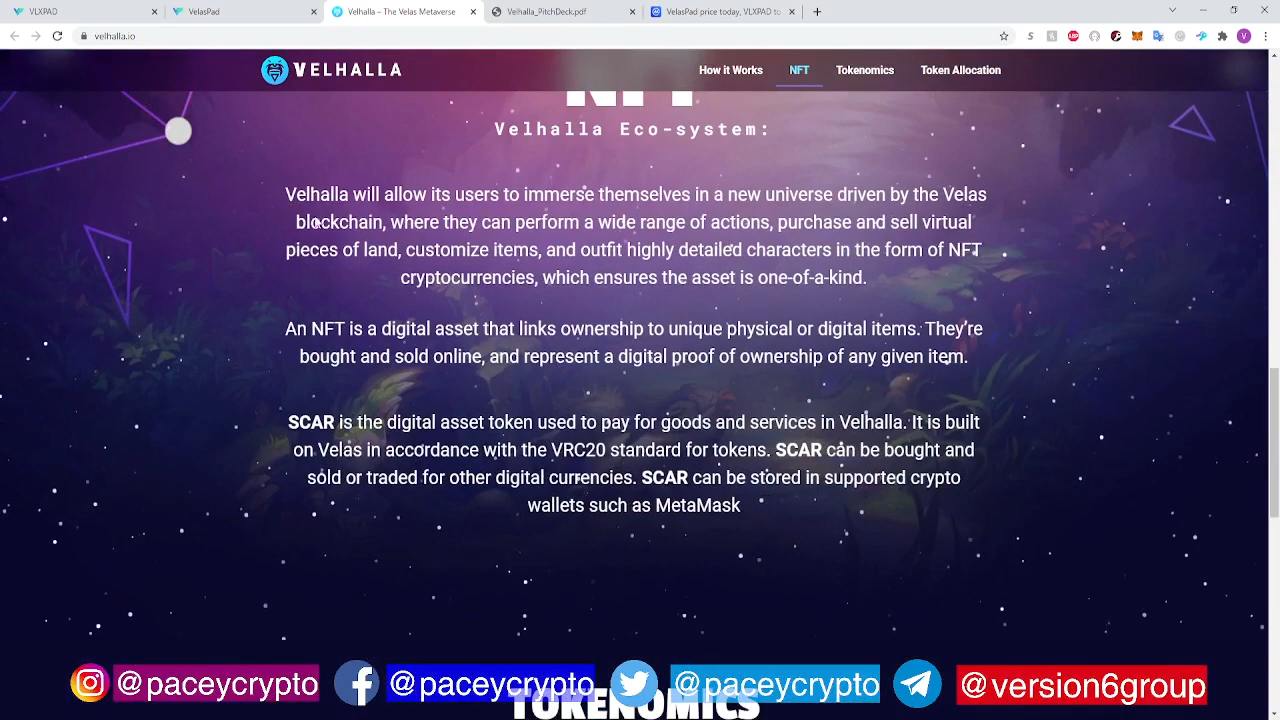 VLXPAD
VelasPad
Velhalla – The Velas Metaverse
Velhalla_PitchDeck.pdf
VelasPad price today, VLXPAD to
velhalla.io
VELHALLA
How it Works
NFT
Tokenomics
Token Allocation
NFT
Velhalla Eco-system:
Velhalla will allow its users to immerse themselves in a new universe driven by the Velas
blockchain, where they can perform a wide range of actions, purchase and sell virtual
pieces of land, customize items, and outfit highly detailed characters in the form of NFT
cryptocurrencies, which ensures the asset is one-of-a-kind.
An NFT is a digital asset that links ownership to unique physical or digital items. They're
bought and sold online, and represent a digital proof of ownership of any given item.
SCAR is the digital asset token used to pay for goods and services in Velhalla. It is built
on Velas in accordance with the VRC20 standard for tokens. SCAR can be bought and
sold or traded for other digital currencies. SCAR can be stored in supported crypto
wallets such as MetaMask
@paceycrypto
@paceycrypto
@paceycrypto
@version6group
TOKENOMICS